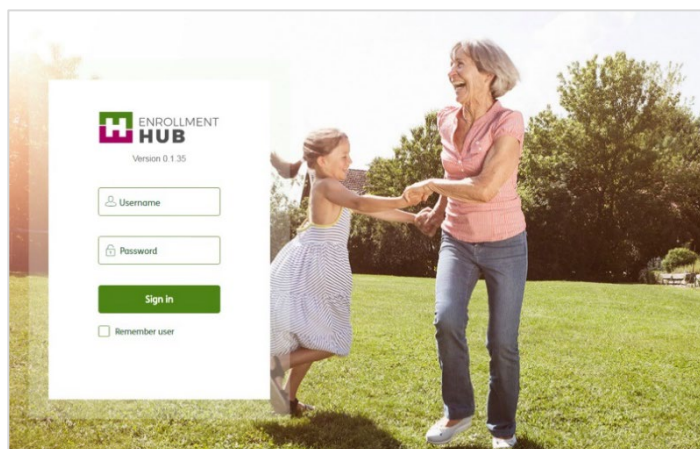 ENROLLMENT
HUB
Version 0.1.35
Username
Password
Sign in
Remember user